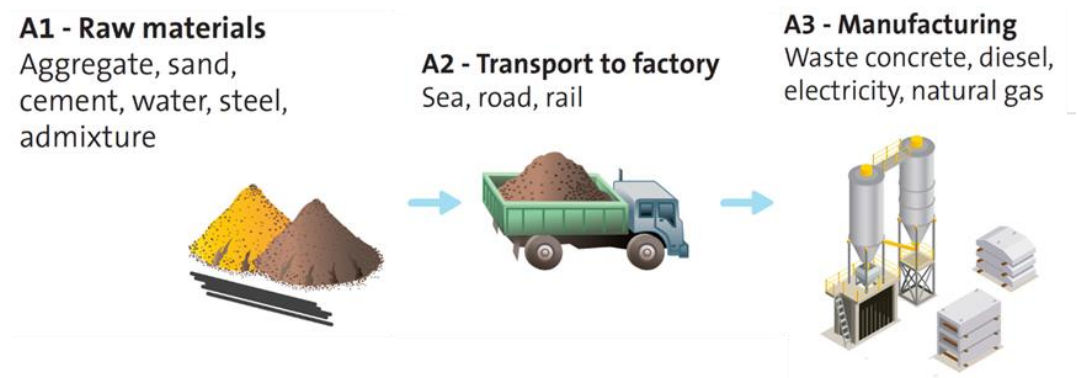 A1 - Raw materials
Aggregate, sand,
cement, water, steel,
admixture
A2 - Transport to factory
Sea, road, rail
A3 - Manufacturing
Waste concrete, diesel,
electricity, natural gas